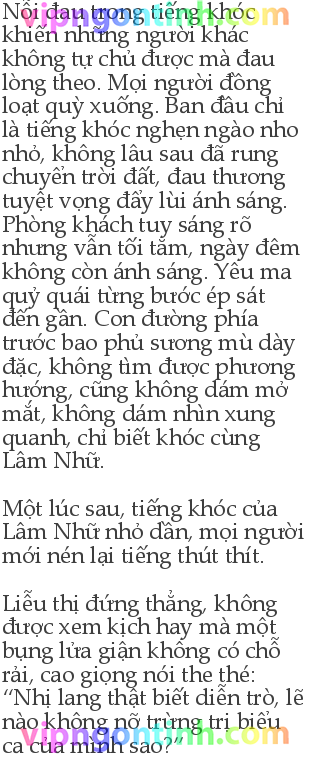 Nỗi đau trong tiếng khóc
vipngontinh.com
khiến những người khác
không tự chủ được mà đau
lòng theo. Mọi người đồng
loạt quỳ xuống. Ban đầu chỉ
là tiếng khóc nghẹn ngào nho
nhỏ, không lâu sau đã rung
chuyển trời đất, đau thương
tuyệt vọng đẩy lùi ánh sáng.
Phòng khách tuy sáng rõ
nhưng vẫn tối tăm, ngày đêm
không còn ánh sáng. Yêu ma
quỷ quái từng bước ép sát
đến gần. Con đường phía
trước bao phủ sương mù dày
đặc, không tìm được phương
hướng, cũng không dám mở
mắt, không dám nhìn xung
quanh, chỉ biết khóc cùng
Lâm Nhữ.
Một lúc sau, tiếng khóc của
Lâm Nhữ nhỏ dần, mọi người
mới nén lại tiếng thút thít.
Liễu thị đứng thẳng, không
được xem kịch hay mà một
bụng lửa giận không có chỗ
rải, cao giọng nói the thé:
“Nhị lang thật biết diễn trò, lẽ
nào không nỡ trừng trị biểu
ca của mình sao?”
vipngontinh.com